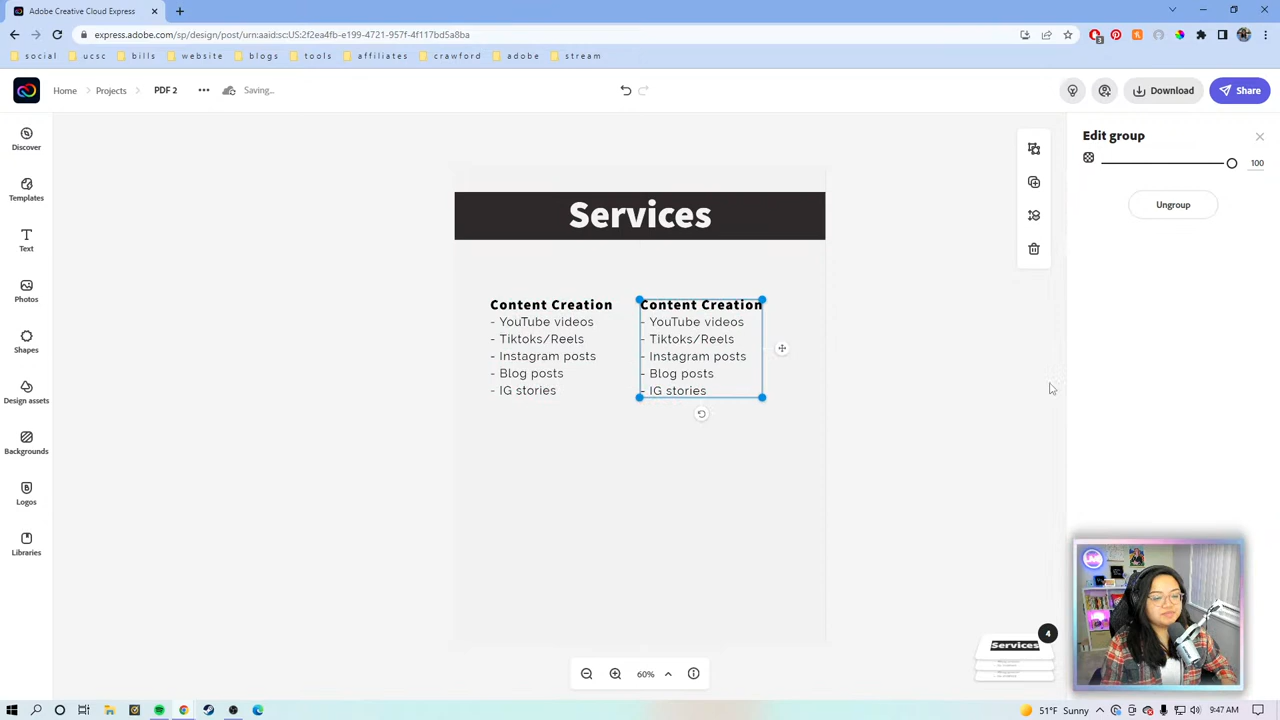 Adobe Creative Cloud Express
express.adobe.com/sp/design/post/urn:aaid:sc:US:2f2ea4fb-e199-4721-957f-4f117bd5a8ba
social
ucsc
bills
website
blogs
tools
affiliates
crawford
adobe
stream
Home
Projects
PDF 2
Saving...
Download
Share
Discover
Templates
Text
Photos
Shapes
Design assets
Backgrounds
Logos
Libraries
Services
Content Creation
- YouTube videos
- Tiktoks/Reels
- Instagram posts
- Blog posts
- IG stories
Content Creation
- YouTube videos
- Tiktoks/Reels
- Instagram posts
- Blog posts
- IG stories
Edit group
100
Ungroup
4
Services
60%
51°F Sunny
9:47 AM